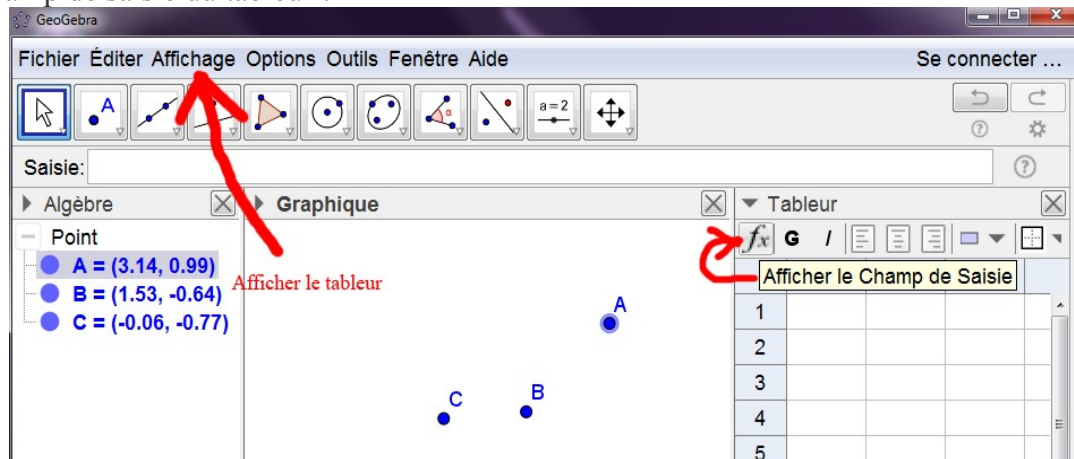 GeoGebra
Fichier Éditer Affichage Options Outils Fenêtre Aide
Se connecter ...
A
a = 2
Saisie:
Algèbre
Graphique
Tableur
Point
A = (3.14, 0.99)
B = (1.53, -0.64)
C = (-0.06, -0.77)
Afficher le tableur
A
B
C
fx G I
Afficher le Champ de Saisie
1
2
3
4
5